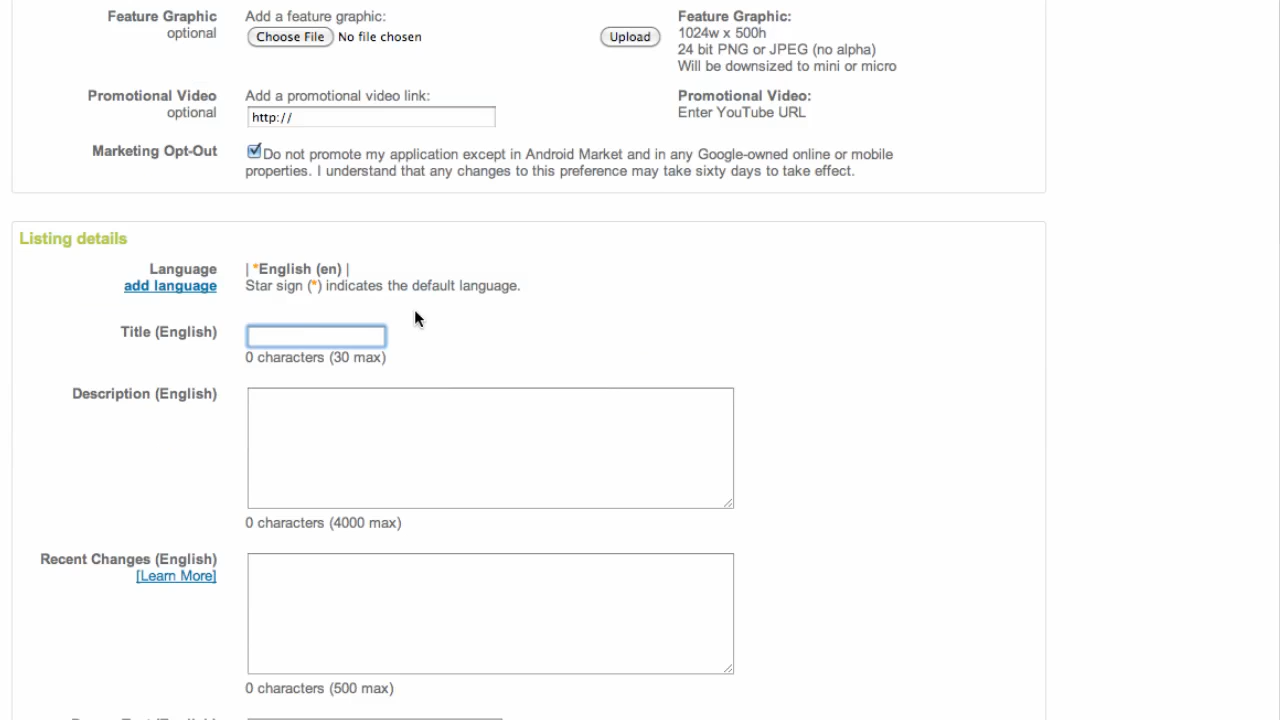 Feature Graphic Add a feature graphic: Feature Graphic:
optional Choose File No file chosen Upload 1024w x 500h
24 bit PNG or JPEG (no alpha)
Will be downsized to mini or micro
Promotional Video Add a promotional video link: Promotional Video:
optional http:// Enter YouTube URL
Marketing Opt-Out Do not promote my application except in Android Market and in any Google-owned online or mobile
properties. I understand that any changes to this preference may take sixty days to take effect.
Listing details
Language | *English (en) |
add language Star sign (*) indicates the default language.
Title (English)
0 characters (30 max)
Description (English)
0 characters (4000 max)
Recent Changes (English)
[Learn More]
0 characters (500 max)